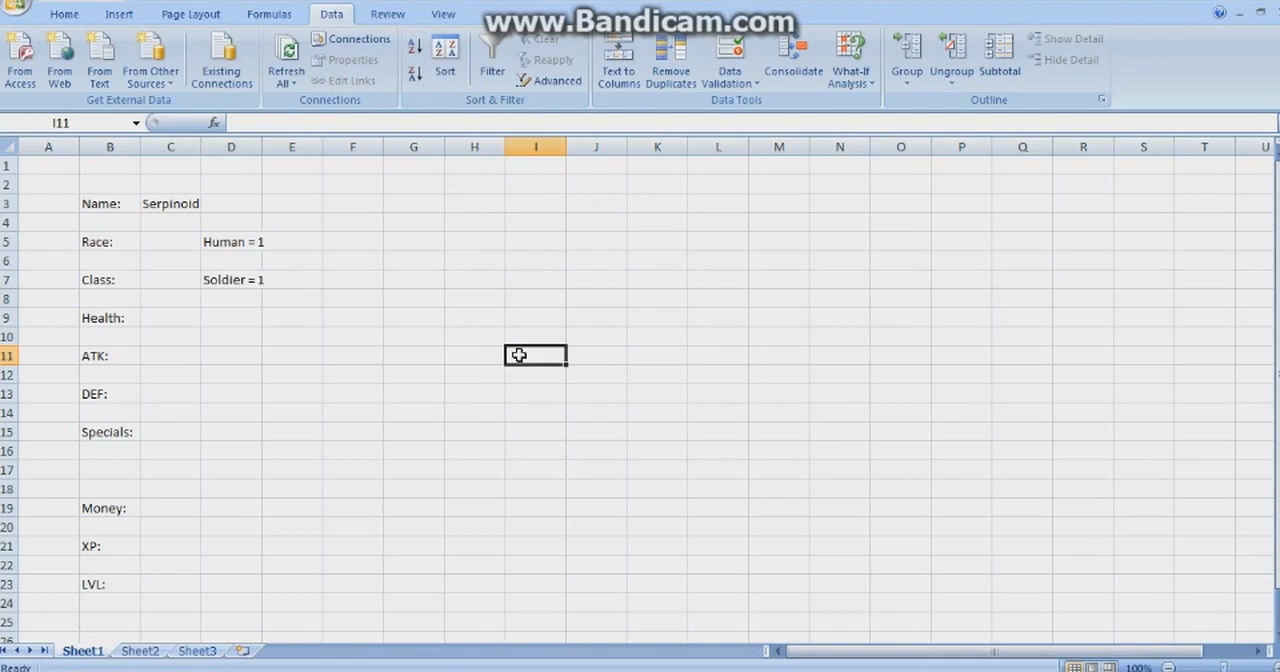 www.Bandicam.com
Home Insert Page Layout Formulas Data Review View
From Access
From Web
From Text
From Other Sources
Existing Connections
Get External Data
Refresh All
Connections
Properties
Edit Links
Connections
Sort
Filter
Clear
Reapply
Advanced
Sort & Filter
Text to Columns
Remove Duplicates
Data Validation
Consolidate
What-If Analysis
Data Tools
Group
Ungroup
Subtotal
Show Detail
Hide Detail
Outline
I11 fx
A B C D E F G H I J K L M N O P Q R S T U
1
2
3 Name: Serpinoid
4
5 Race: Human = 1
6
7 Class: Soldier = 1
8
9 Health:
10
11 ATK:
12
13 DEF:
14
15 Specials:
16
17
18
19 Money:
20
21 XP:
22
23 LVL:
24
25
26
Sheet1 Sheet2 Sheet3
Ready 100%